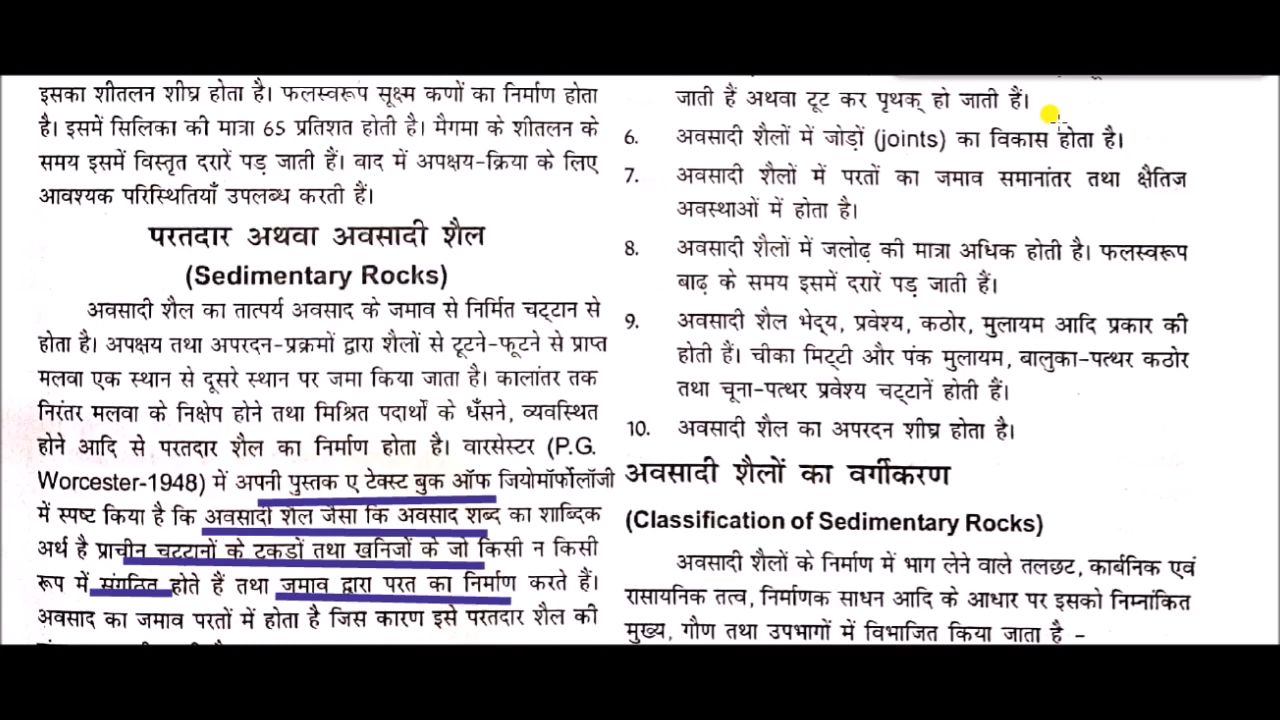 इसका शीतलन शीघ्र होता है। फलस्वरूप सूक्ष्म कणों का निर्माण होता
है। इसमें सिलिका की मात्रा 65 प्रतिशत होती है। मैगमा के शीतलन के
समय इसमें विस्तृत दरारें पड़ जाती हैं। बाद में अपक्षय-क्रिया के लिए
आवश्यक परिस्थितियाँ उपलब्ध करती हैं।
परतदार अथवा अवसादी शैल
(Sedimentary Rocks)
अवसादी शैल का तात्पर्य अवसाद के जमाव से निर्मित चट्टान से
होता है। अपक्षय तथा अपरदन-प्रक्रमों द्वारा शैलों से टूटने-फूटने से प्राप्त
मलवा एक स्थान से दूसरे स्थान पर जमा किया जाता है। कालांतर तक
निरंतर मलवा के निक्षेप होने तथा मिश्रित पदार्थों के धँसने, व्यवस्थित
होने आदि से परतदार शैल का निर्माण होता है। वारसेस्टर (P.G.
Worcester-1948) में अपनी पुस्तक ए टेक्स्ट बुक ऑफ जियोमॉर्फोलॉजी
में स्पष्ट किया है कि अवसादी शैल जैसा कि अवसाद शब्द का शाब्दिक
अर्थ है प्राचीन चट्टानों के टुकडों तथा खनिजों के जो किसी न किसी
रूप में संगठित होते हैं तथा जमाव द्वारा परत का निर्माण करते हैं।
अवसाद का जमाव परतों में होता है जिस कारण इसे परतदार शैल की
जाती हैं अथवा टूट कर पृथक् हो जाती हैं।
6. अवसादी शैलों में जोड़ों (joints) का विकास होता है।
7. अवसादी शैलों में परतों का जमाव समानांतर तथा क्षैतिज
अवस्थाओं में होता है।
8. अवसादी शैलों में जलोढ़ की मात्रा अधिक होती है। फलस्वरूप
बाढ़ के समय इसमें दरारें पड़ जाती हैं।
9. अवसादी शैल भेद्य, प्रवेश्य, कठोर, मुलायम आदि प्रकार की
होती हैं। चीका मिट्टी और पंक मुलायम, बालुका-पत्थर कठोर
तथा चूना-पत्थर प्रवेश्य चट्टानें होती हैं।
10. अवसादी शैल का अपरदन शीघ्र होता है।
अवसादी शैलों का वर्गीकरण
(Classification of Sedimentary Rocks)
अवसादी शैलों के निर्माण में भाग लेने वाले तलछट, कार्बनिक एवं
रासायनिक तत्व, निर्माणक साधन आदि के आधार पर इसको निम्नांकित
मुख्य, गौण तथा उपभागों में विभाजित किया जाता है –